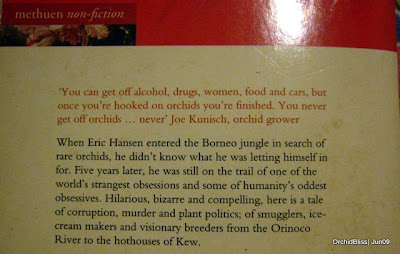 methuen non-fiction
‘You can get off alcohol, drugs, women, food and cars, but
once you’re hooked on orchids you’re finished. You never
get off orchids … never’ Joe Kunisch, orchid grower
When Eric Hansen entered the Borneo jungle in search of
rare orchids, he didn’t know what he was letting himself in
for. Five years later, he was still on the trail of one of the
world’s strangest obsessions and some of humanity’s oddest
obsessives. Hilarious, bizarre and compelling, here is a tale
of corruption, murder and plant politics; of smugglers, ice-
cream makers and visionary breeders from the Orinoco
River to the hothouses of Kew.
OrchidBliss| Jun09